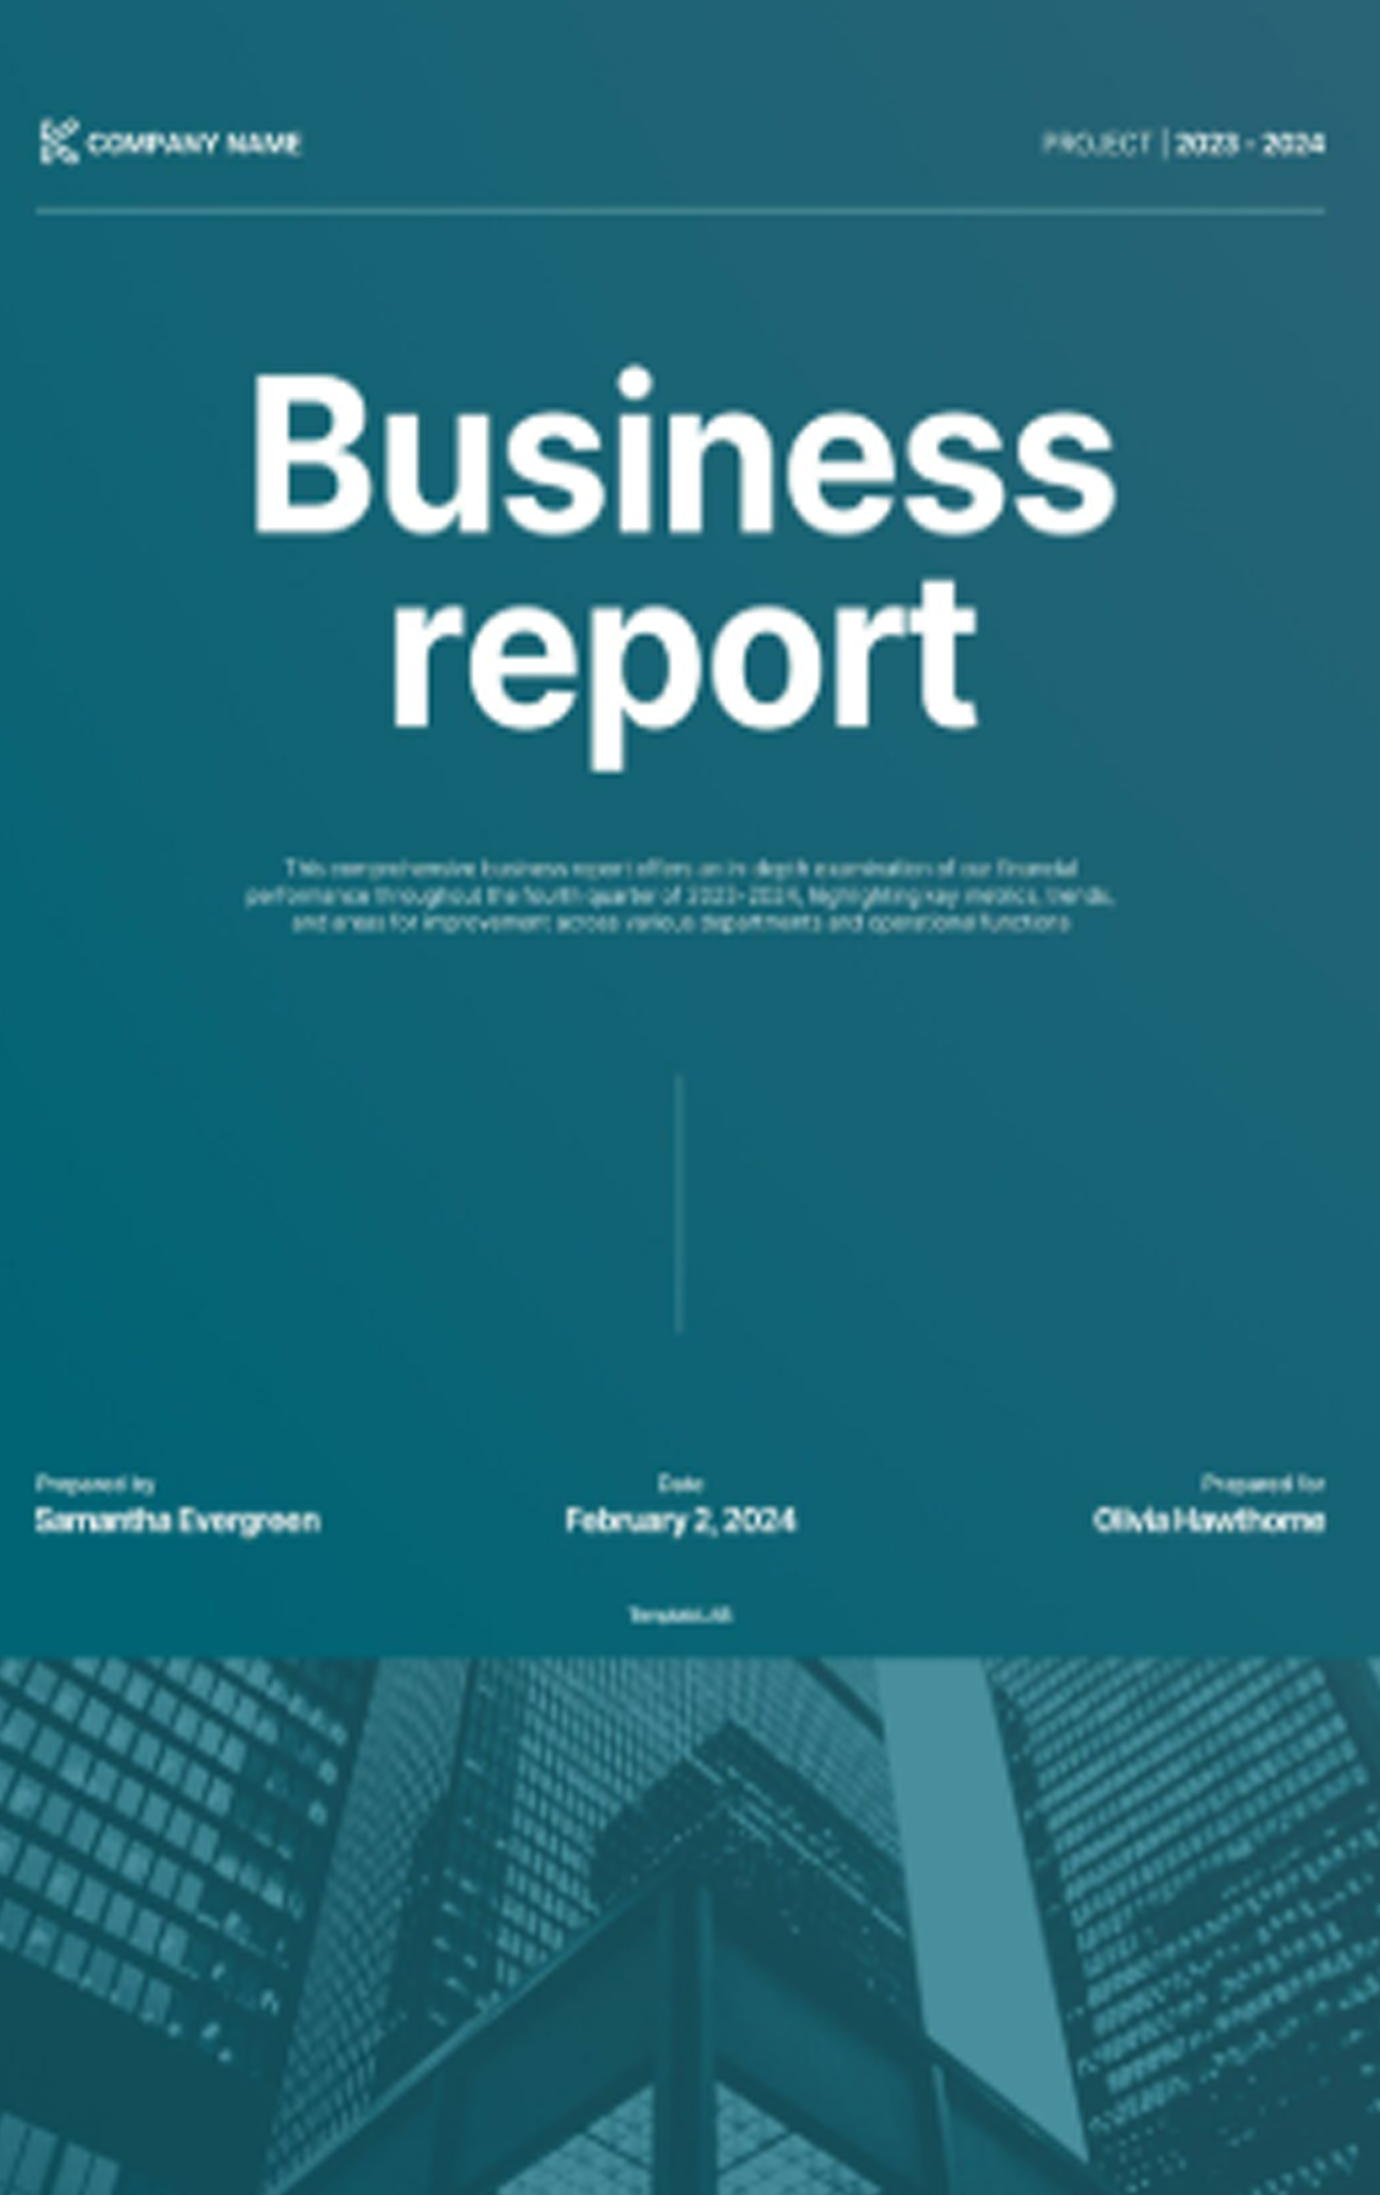 COMPANY NAME
PROJECT | 2023 - 2024
Business
report
This comprehensive business report offers an in-depth examination of our financial
performance throughout the fourth quarter of 2023-2024, highlighting key metrics, trends,
and areas for improvement across various departments and operational functions
Prepared by
Date
Prepared for
Samantha Evergreen
February 2, 2024
Olivia Hawthorne
TemplateLAB